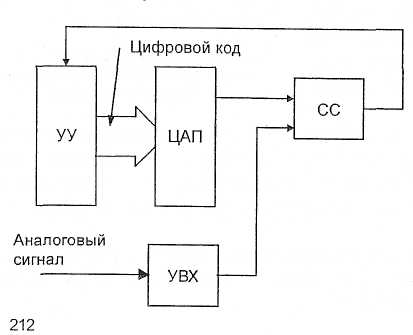 Цифровой код
УУ
ЦАП
СС
Аналоговый
сигнал
УВХ
212